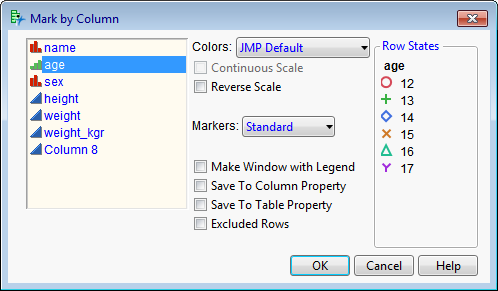 Mark by Column
name
age
sex
height
weight
weight_kgr
Column 8
Colors: JMP Default
Continuous Scale
Reverse Scale
Markers: Standard
Make Window with Legend
Save To Column Property
Save To Table Property
Excluded Rows
Row States
age
12
13
14
15
16
17
OK Cancel Help